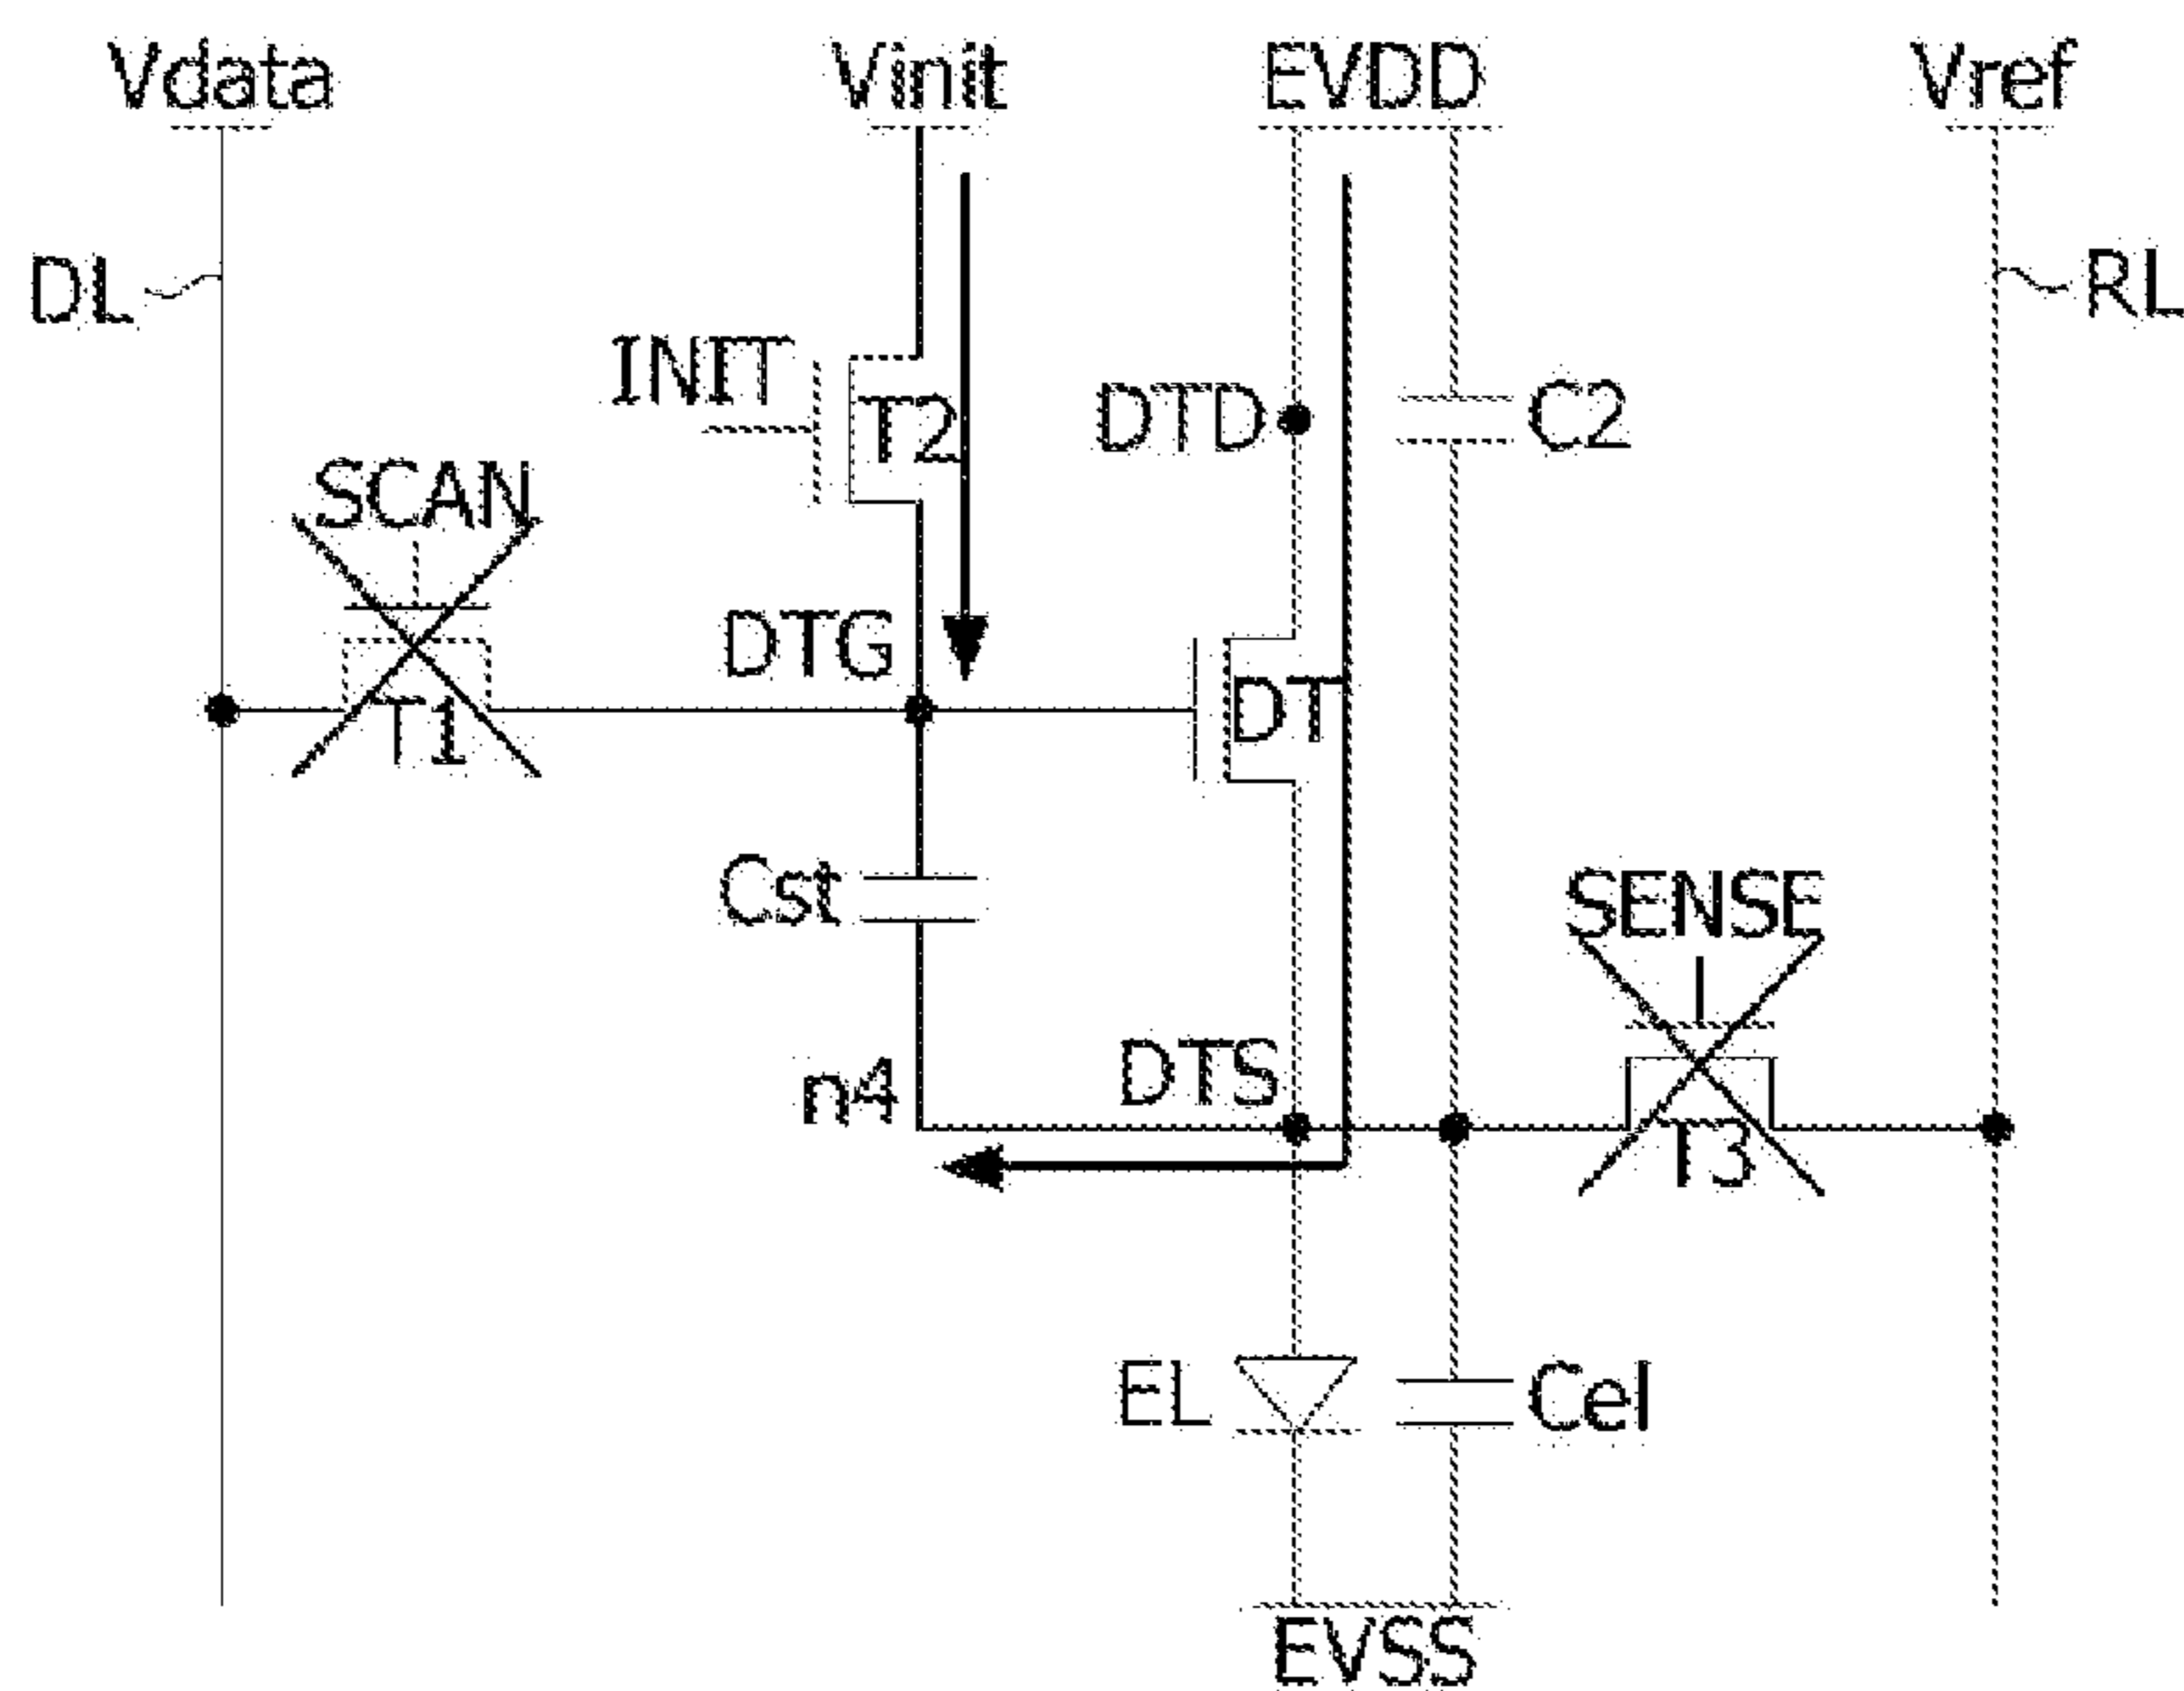 Vdata Vinit EVDD Vref
DL RL
INIT
T2 DTD C2
SCAN
DTG
T1 DT
Cst SENSE
n4 DTS
T3
EL Cel
EVSS